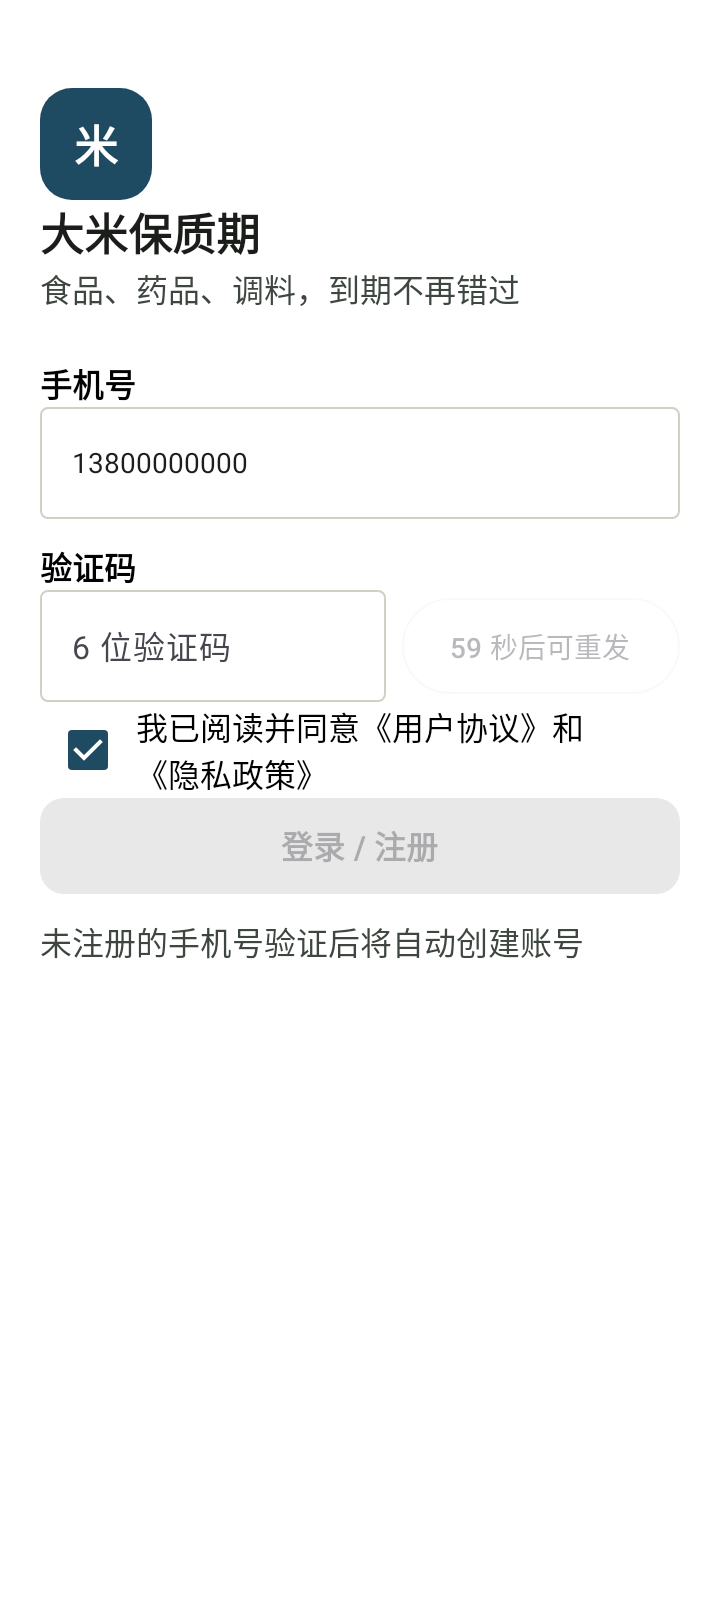 米
大米保质期
食品、药品、调料，到期不再错过
手机号
13800000000
验证码
6 位验证码
59 秒后可重发
我已阅读并同意《用户协议》和
《隐私政策》
登录 / 注册
未注册的手机号验证后将自动创建账号